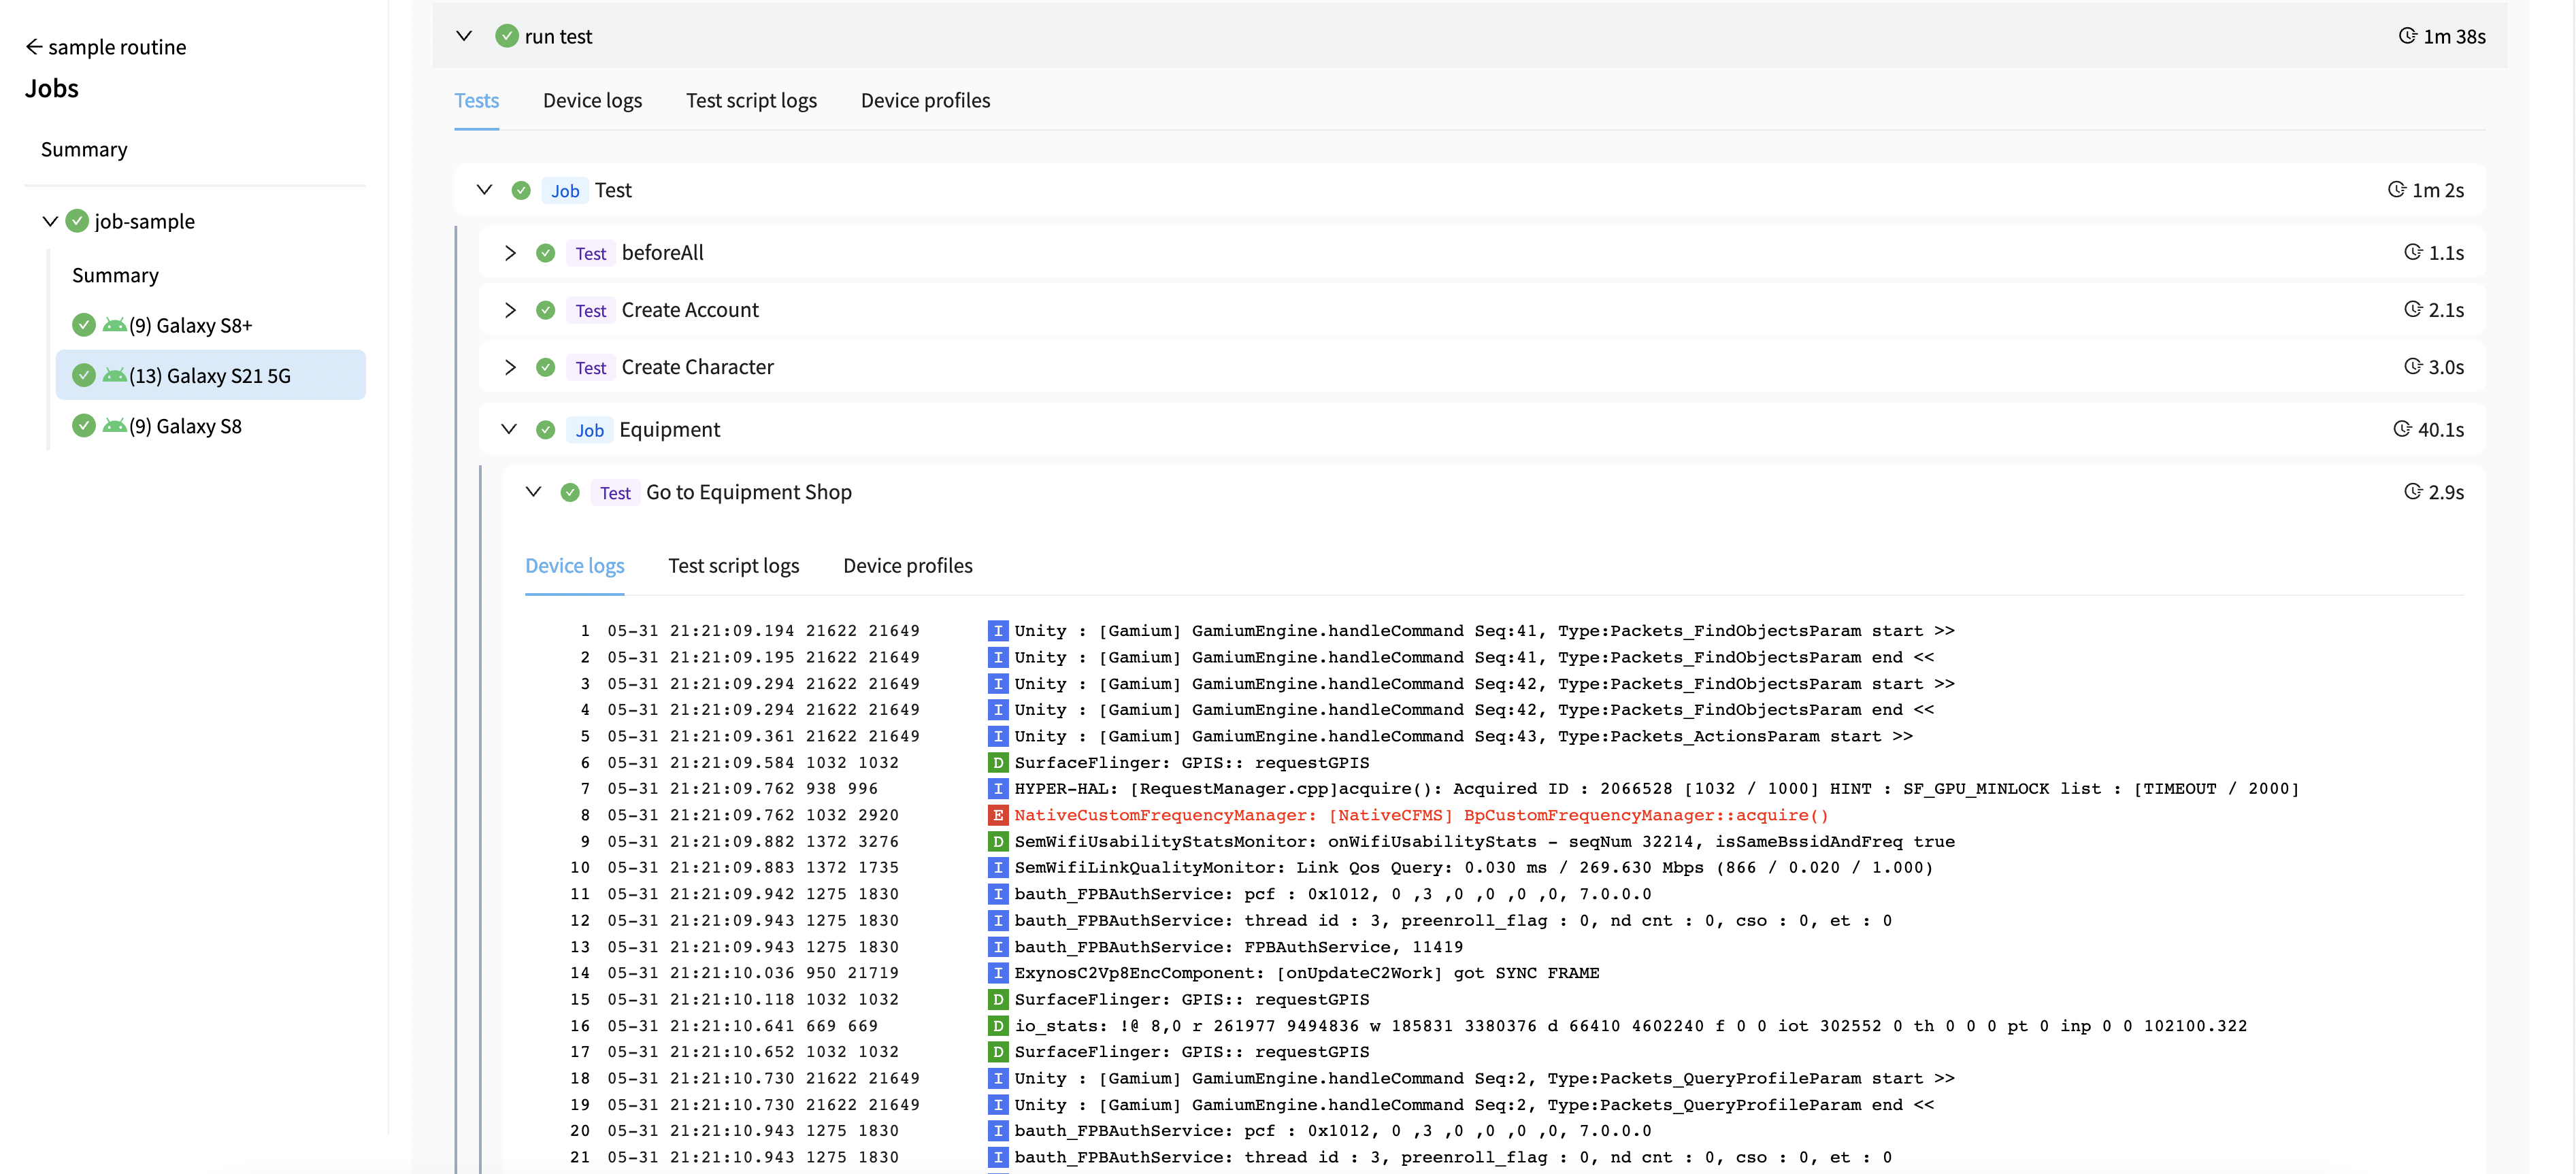 ← sample routine
Jobs
Summary
job-sample
Summary
(9) Galaxy S8+
(13) Galaxy S21 5G
(9) Galaxy S8
run test 1m 38s
Tests Device logs Test script logs Device profiles
Job Test 1m 2s
Test beforeAll 1.1s
Test Create Account 2.1s
Test Create Character 3.0s
Job Equipment 40.1s
Test Go to Equipment Shop 2.9s
Device logs Test script logs Device profiles
1 05-31 21:21:09.194 21622 21649 I Unity : [Gamium] GamiumEngine.handleCommand Seq:41, Type:Packets_FindObjectsParam start >>
2 05-31 21:21:09.195 21622 21649 I Unity : [Gamium] GamiumEngine.handleCommand Seq:41, Type:Packets_FindObjectsParam end <<
3 05-31 21:21:09.294 21622 21649 I Unity : [Gamium] GamiumEngine.handleCommand Seq:42, Type:Packets_FindObjectsParam start >>
4 05-31 21:21:09.294 21622 21649 I Unity : [Gamium] GamiumEngine.handleCommand Seq:42, Type:Packets_FindObjectsParam end <<
5 05-31 21:21:09.361 21622 21649 I Unity : [Gamium] GamiumEngine.handleCommand Seq:43, Type:Packets_ActionsParam start >>
6 05-31 21:21:09.584 1032 1032 D SurfaceFlinger: GPIS:: requestGPIS
7 05-31 21:21:09.762 938 996 I HYPER-HAL: [RequestManager.cpp]acquire(): Acquired ID : 2066528 [1032 / 1000] HINT : SF_GPU_MINLOCK list : [TIMEOUT / 2000]
8 05-31 21:21:09.762 1032 2920 E NativeCustomFrequencyManager: [NativeCFMS] BpCustomFrequencyManager::acquire()
9 05-31 21:21:09.882 1372 3276 D SemWifiUsabilityStatsMonitor: onWifiUsabilityStats - seqNum 32214, isSameBssidAndFreq true
10 05-31 21:21:09.883 1372 1735 I SemWifiLinkQualityMonitor: Link Qos Query: 0.030 ms / 269.630 Mbps (866 / 0.020 / 1.000)
11 05-31 21:21:09.942 1275 1830 I bauth_FPBAuthService: pcf : 0x1012, 0 ,3 ,0 ,0 ,0 ,0, 7.0.0.0
12 05-31 21:21:09.943 1275 1830 I bauth_FPBAuthService: thread id : 3, preenroll_flag : 0, nd cnt : 0, cso : 0, et : 0
13 05-31 21:21:09.943 1275 1830 I bauth_FPBAuthService: FPBAuthService, 11419
14 05-31 21:21:10.036 950 21719 I ExynosC2Vp8EncComponent: [onUpdateC2Work] got SYNC FRAME
15 05-31 21:21:10.118 1032 1032 D SurfaceFlinger: GPIS:: requestGPIS
16 05-31 21:21:10.641 669 669 D io_stats: !@ 8,0 r 261977 9494836 w 185831 3380376 d 66410 4602240 f 0 0 iot 302552 0 th 0 0 0 pt 0 inp 0 0 102100.322
17 05-31 21:21:10.652 1032 1032 D SurfaceFlinger: GPIS:: requestGPIS
18 05-31 21:21:10.730 21622 21649 I Unity : [Gamium] GamiumEngine.handleCommand Seq:2, Type:Packets_QueryProfileParam start >>
19 05-31 21:21:10.730 21622 21649 I Unity : [Gamium] GamiumEngine.handleCommand Seq:2, Type:Packets_QueryProfileParam end <<
20 05-31 21:21:10.943 1275 1830 I bauth_FPBAuthService: pcf : 0x1012, 0 ,3 ,0 ,0 ,0 ,0, 7.0.0.0
21 05-31 21:21:10.943 1275 1830 I bauth_FPBAuthService: thread id : 3, preenroll_flag : 0, nd cnt : 0, cso : 0, et : 0